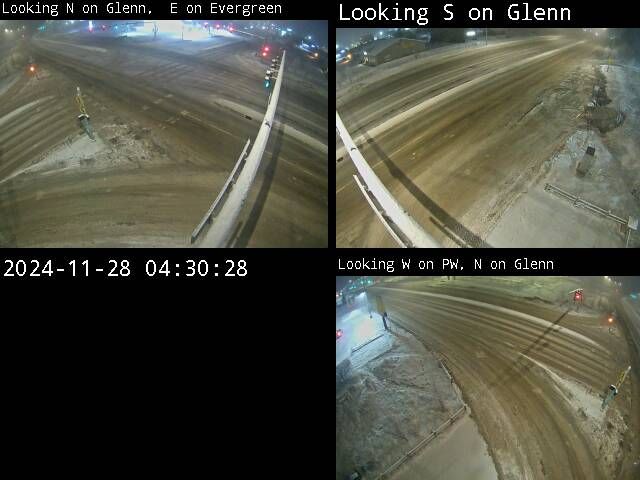 Looking N on Glenn,  E on Evergreen
Looking S on Glenn
2024-11-28 04:30:28
Looking W on PW, N on Glenn